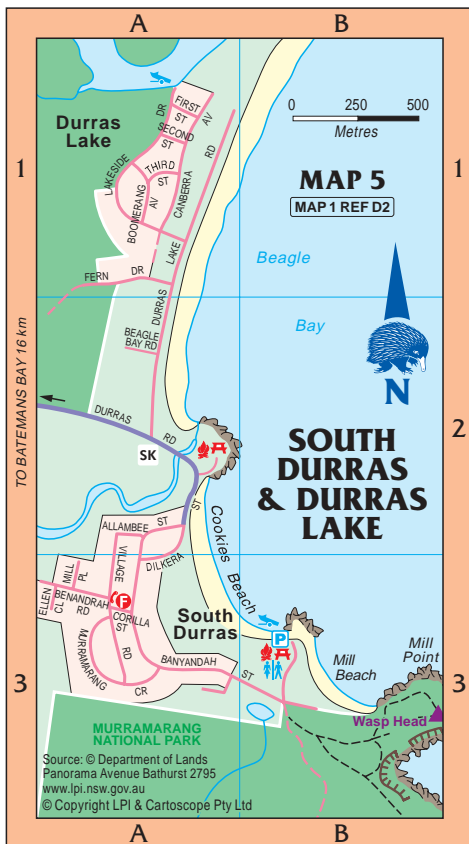 A
B
1
1
2
2
3
3
A
B
Durras
Lake
FIRST
ST
SECOND
ST
THIRD
ST
LAKESIDE
DR
BOOMERANG
AV
CANBERRA
AV
FERN DR
DURRAS LAKE RD
BEAGLE
BAY RD
0 250 500
Metres
MAP 5
MAP 1 REF D2
Beagle
Bay
N
SOUTH
DURRAS
& DURRAS
LAKE
TO BATEMANS BAY 16 km
DURRAS RD
SK
ALLAMBEE ST
DILKERA ST
VILLAGE RD
MILL PL
ELLEN CL
BENANDRAH
RD
F
CORILLA
ST
MURRAMARANG CR
BANYANDAH ST
South
Durras
Cookies Beach
P
Mill
Beach
Mill
Point
Wasp Head
MURRAMARANG
NATIONAL PARK
Source: © Department of Lands
Panorama Avenue Bathurst 2795
www.lpi.nsw.gov.au
© Copyright LPI & Cartoscope Pty Ltd